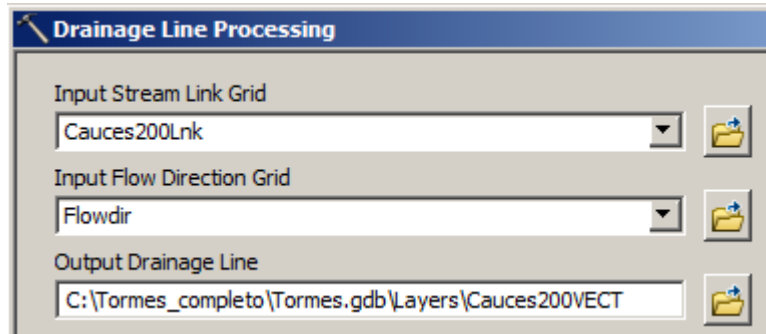 Drainage Line Processing
Input Stream Link Grid
Cauces200Lnk
Input Flow Direction Grid
Flowdir
Output Drainage Line
C:\Tormes_completo\Tormes.gdb\Layers\Cauces200VECT